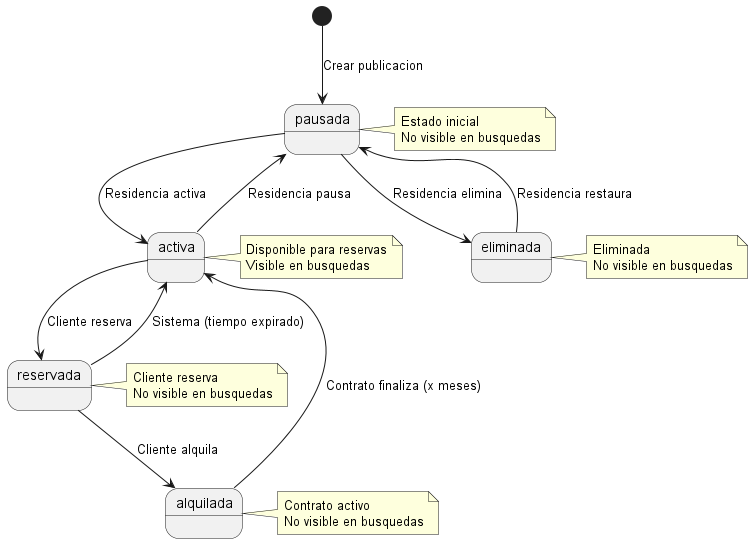 Crear publicacion
pausada
Estado inicial
No visible en busquedas
Residencia activa
Residencia pausa
Residencia elimina
Residencia restaura
activa
Disponible para reservas
Visible en busquedas
eliminada
Eliminada
No visible en busquedas
Cliente reserva
Sistema (tiempo expirado)
reservada
Cliente reserva
No visible en busquedas
Contrato finaliza (x meses)
Cliente alquila
alquilada
Contrato activo
No visible en busquedas